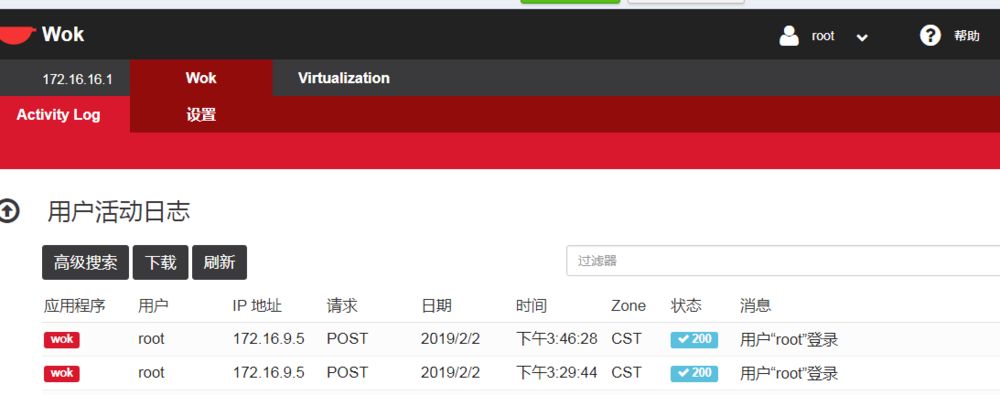 Wok root 帮助
172.16.16.1 Wok Virtualization
Activity Log 设置
用户活动日志
高级搜索 下载 刷新 过滤器
应用程序 用户 IP 地址 请求 日期 时间 Zone 状态 消息
wok root 172.16.9.5 POST 2019/2/2 下午3:46:28 CST 200 用户“root”登录
wok root 172.16.9.5 POST 2019/2/2 下午3:29:44 CST 200 用户“root”登录